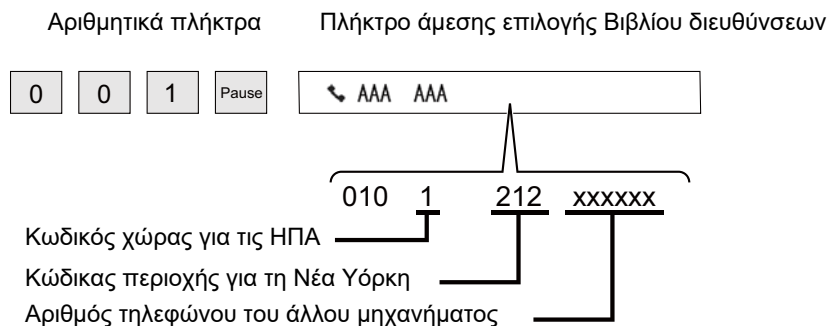 Αριθμητικά πλήκτρα Πλήκτρο άμεσης επιλογής Βιβλίου διευθύνσεων
0 0 1 Pause AAA AAA
010 1 212 xxxxxx
Κωδικός χώρας για τις ΗΠΑ
Κώδικας περιοχής για τη Νέα Υόρκη
Αριθμός τηλεφώνου του άλλου μηχανήματος